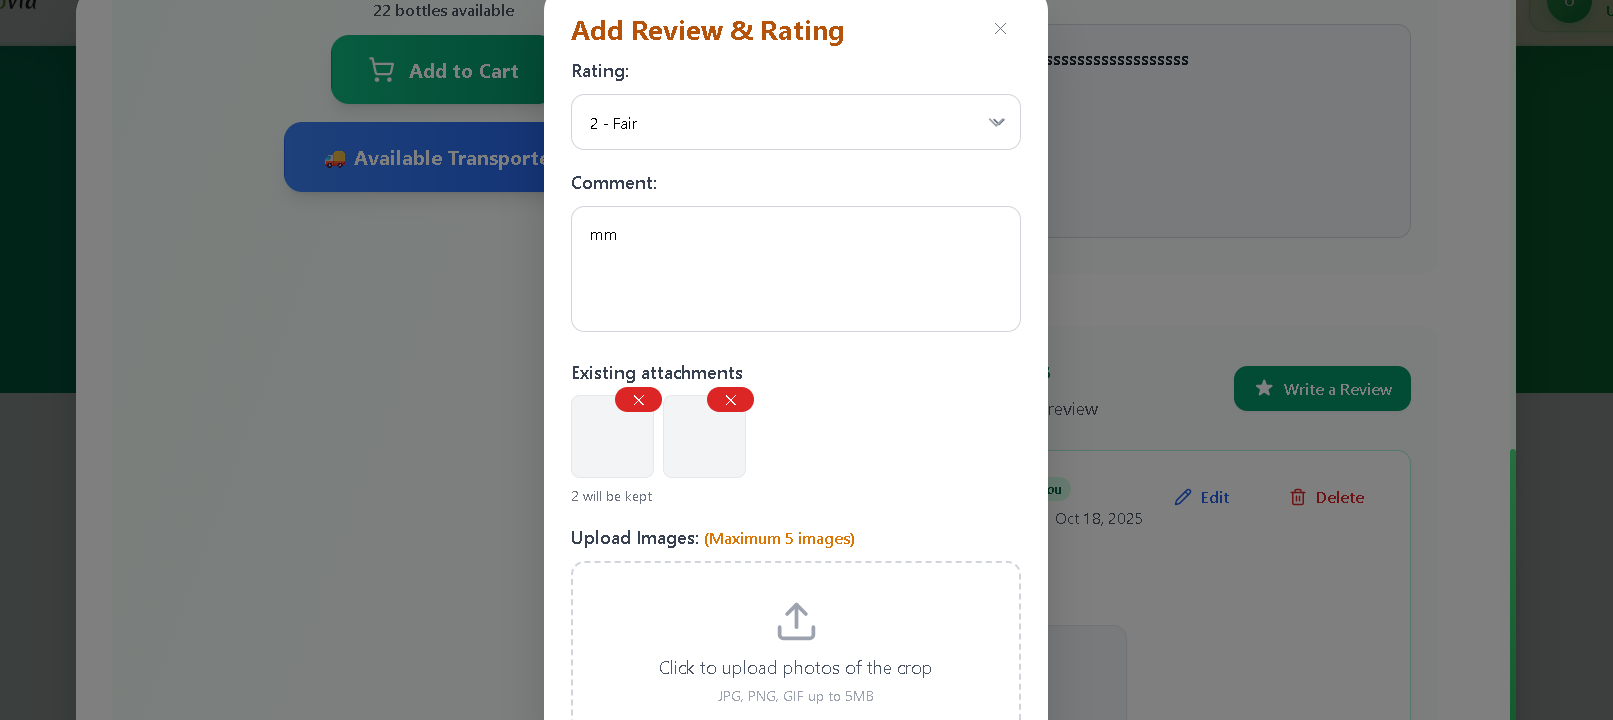 22 bottles available
Add to Cart
Available Transporte
Add Review & Rating
Rating:
2 - Fair
Comment:
mm
Existing attachments
2 will be kept
Upload Images: (Maximum 5 images)
Click to upload photos of the crop
JPG, PNG, GIF up to 5MB
Write a Review
review
ou
Oct 18, 2025
Edit
Delete